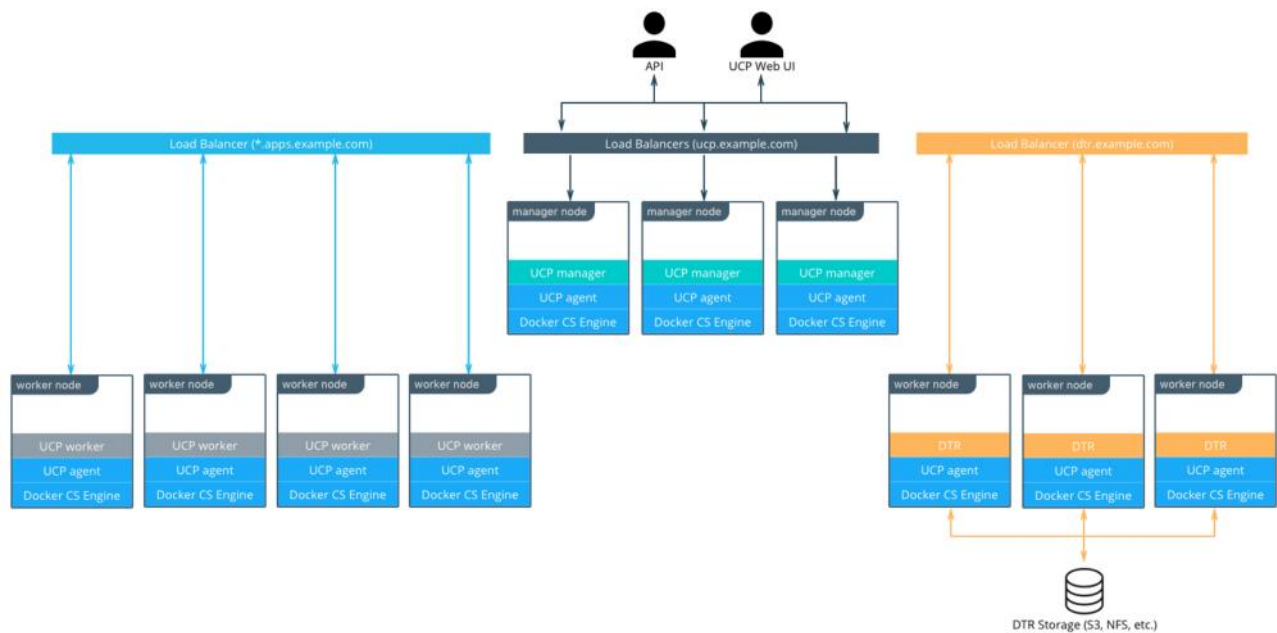 API
UCP Web UI
Load Balancer (*.apps.example.com)
Load Balancers (ucp.example.com)
Load Balancer (dtr.example.com)
manager node
manager node
manager node
UCP manager
UCP manager
UCP manager
UCP agent
UCP agent
UCP agent
Docker CS Engine
Docker CS Engine
Docker CS Engine
worker node
worker node
worker node
worker node
worker node
worker node
worker node
UCP worker
UCP worker
UCP worker
UCP worker
DTR
DTR
DTR
UCP agent
UCP agent
UCP agent
UCP agent
UCP agent
UCP agent
UCP agent
Docker CS Engine
Docker CS Engine
Docker CS Engine
Docker CS Engine
Docker CS Engine
Docker CS Engine
Docker CS Engine
DTR Storage (S3, NFS, etc.)